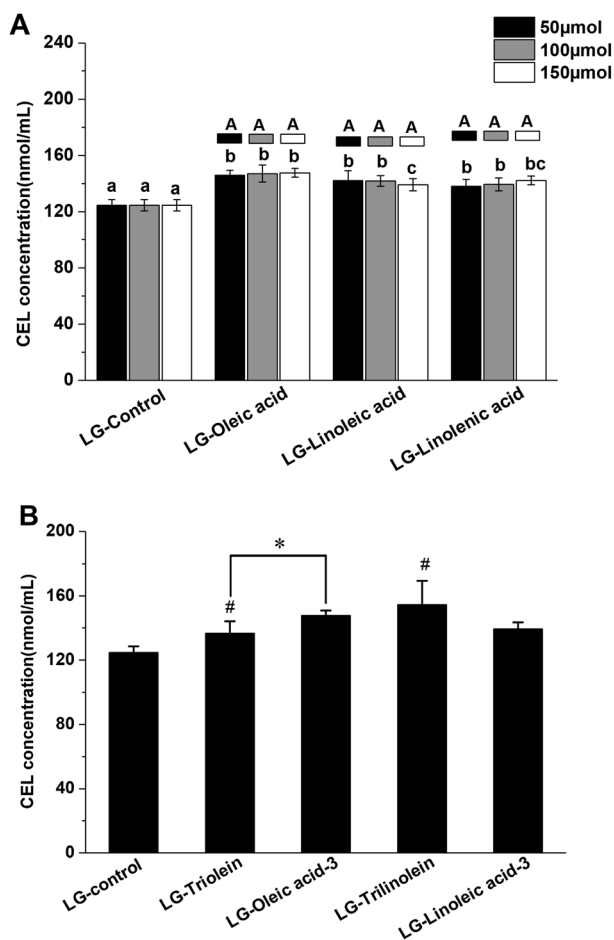 A
50μmol
100μmol
150μmol
CEL concentration(nmol/mL)
240
200
160
120
80
40
0
A A A
A A A
A A A
a a a
b b b
b b c
b b bc
LG-Control
LG-Oleic acid
LG-Linoleic acid
LG-Linolenic acid
B
CEL concentration(nmol/mL)
200
160
120
80
40
0
*
#
#
LG-control
LG-Triolein
LG-Oleic acid-3
LG-Trilinolein
LG-Linoleic acid-3